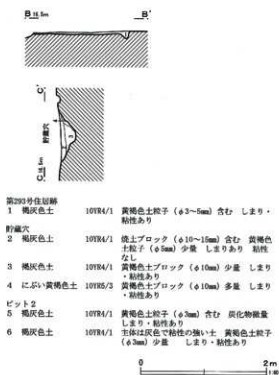 B 16.5m B'
C'
貯蔵穴
4
3
C 16.5m
第293号住居跡
1 褐灰色土 10YR4/1 黄褐色土粒子(φ3~5mm)含む しまり・
粘性あり
貯蔵穴
2 褐灰色土 10YR4/1 焼土ブロック(φ10~15mm)含む 黄褐色
土粒子(φ5mm)少量 しまりあり 粘性
なし
3 褐灰色土 10YR4/1 黄褐色土ブロック(φ10mm)少量 しまり
・粘性あり
4 にぶい黄褐色土 10YR5/3 黄褐色土ブロック(φ10mm)多量 しまり
・粘性あり
ピット2
5 褐灰色土 10YR4/1 黄褐色土粒子(φ3mm)含む 炭化物微量
しまり・粘性あり
6 褐灰色土 10YR4/1 主体は灰色で粘性の強い土 黄褐色土粒子
(φ3mm)少量 しまり・粘性あり
0 2m
1:60